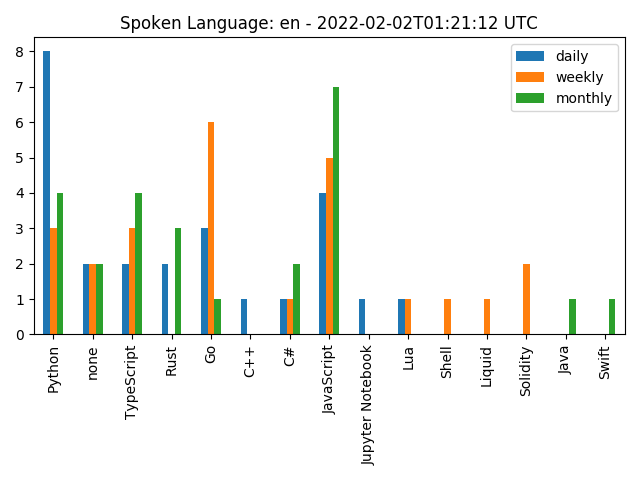 Spoken Language: en - 2022-02-02T01:21:12 UTC
daily
weekly
monthly
8
7
6
5
4
3
2
1
0
Python
none
TypeScript
Rust
Go
C++
C#
JavaScript
Jupyter Notebook
Lua
Shell
Liquid
Solidity
Java
Swift